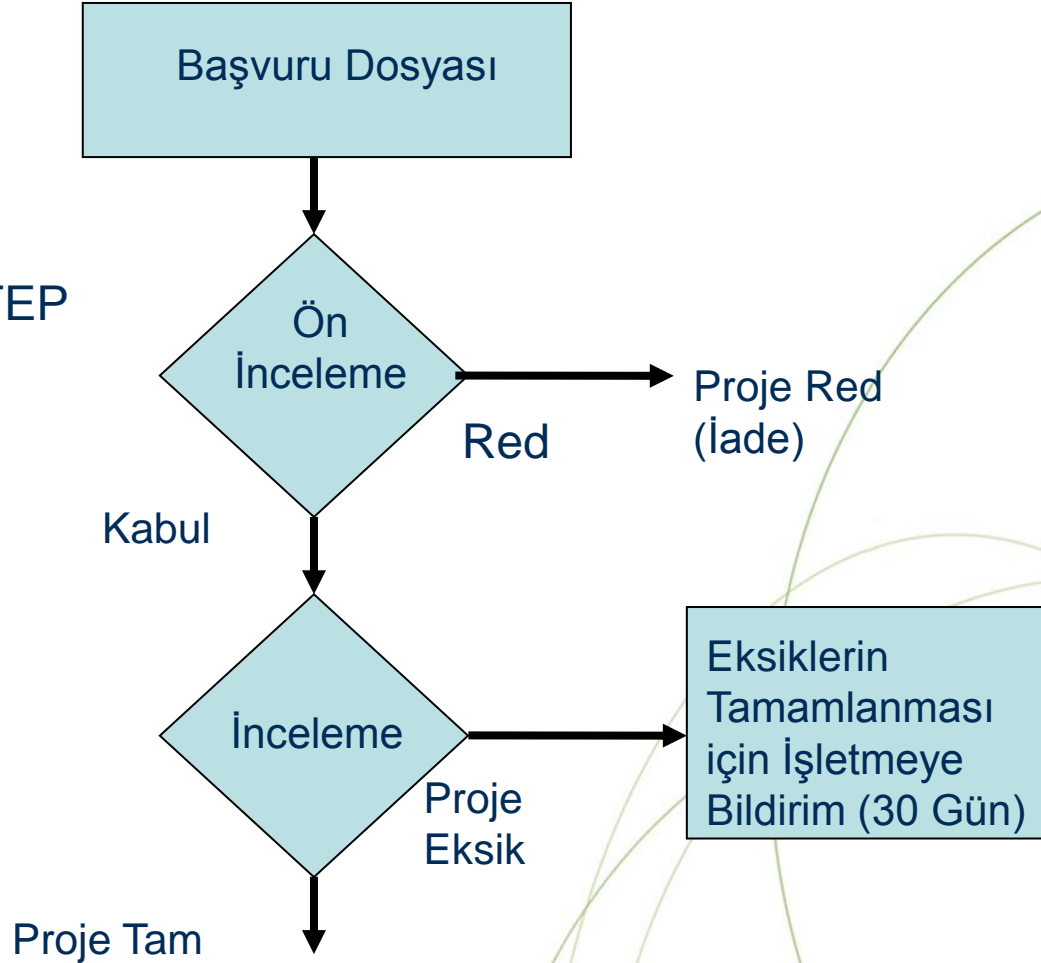 Başvuru Dosyası
TEP
Ön
İnceleme
Proje Red
(İade)
Red
Kabul
İnceleme
Eksiklerin
Tamamlanması
için İşletmeye
Bildirim (30 Gün)
Proje
Eksik
Proje Tam